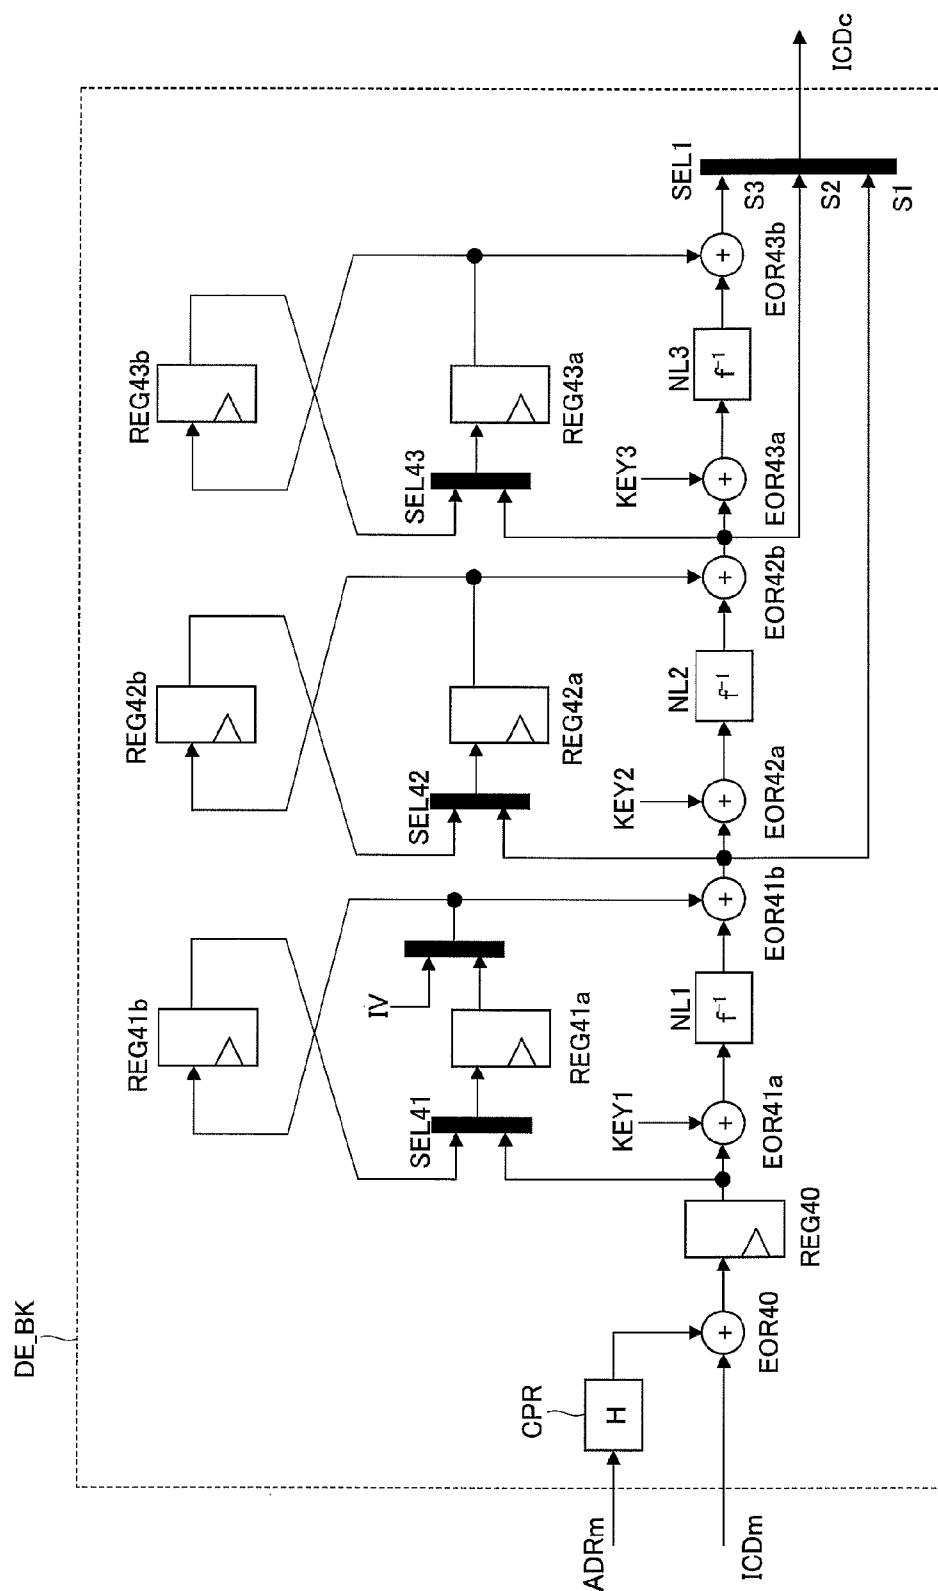 DE_BK
REG41b
REG42b
REG43b
IV
SEL41
REG41a
SEL42
REG42a
SEL43
REG43a
CPR
H
KEY1
KEY2
KEY3
NL1
NL2
NL3
SEL1
ADRm
ICDm
EOR40
REG40
+
+
f⁻¹
+
+
f⁻¹
+
+
f⁻¹
+
EOR41a
EOR41b
EOR42a
EOR42b
EOR43a
EOR43b
S3
S2
S1
ICDc